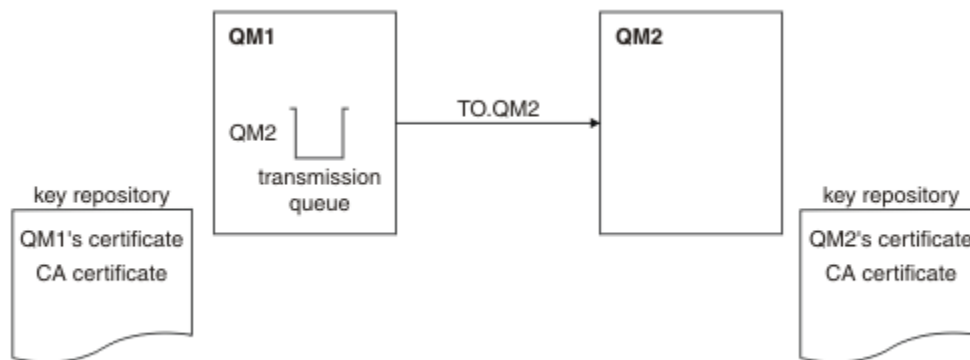 QM1
QM2
TO.QM2
QM2
transmission
queue
key repository
QM1's certificate
CA certificate
key repository
QM2's certificate
CA certificate